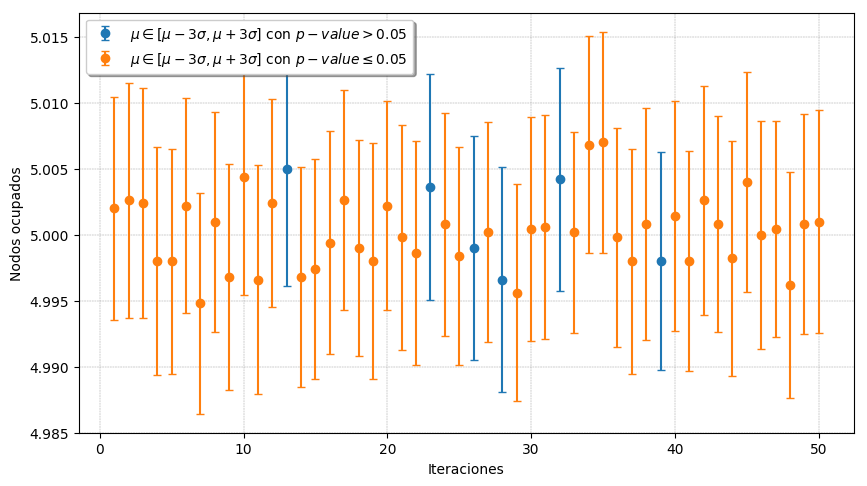 5.015
5.010
5.005
5.000
4.995
4.990
4.985
Nodos ocupados
μ ∈ [μ − 3σ, μ + 3σ] con p − value > 0.05
μ ∈ [μ − 3σ, μ + 3σ] con p − value ≤ 0.05
0 10 20 30 40 50
Iteraciones